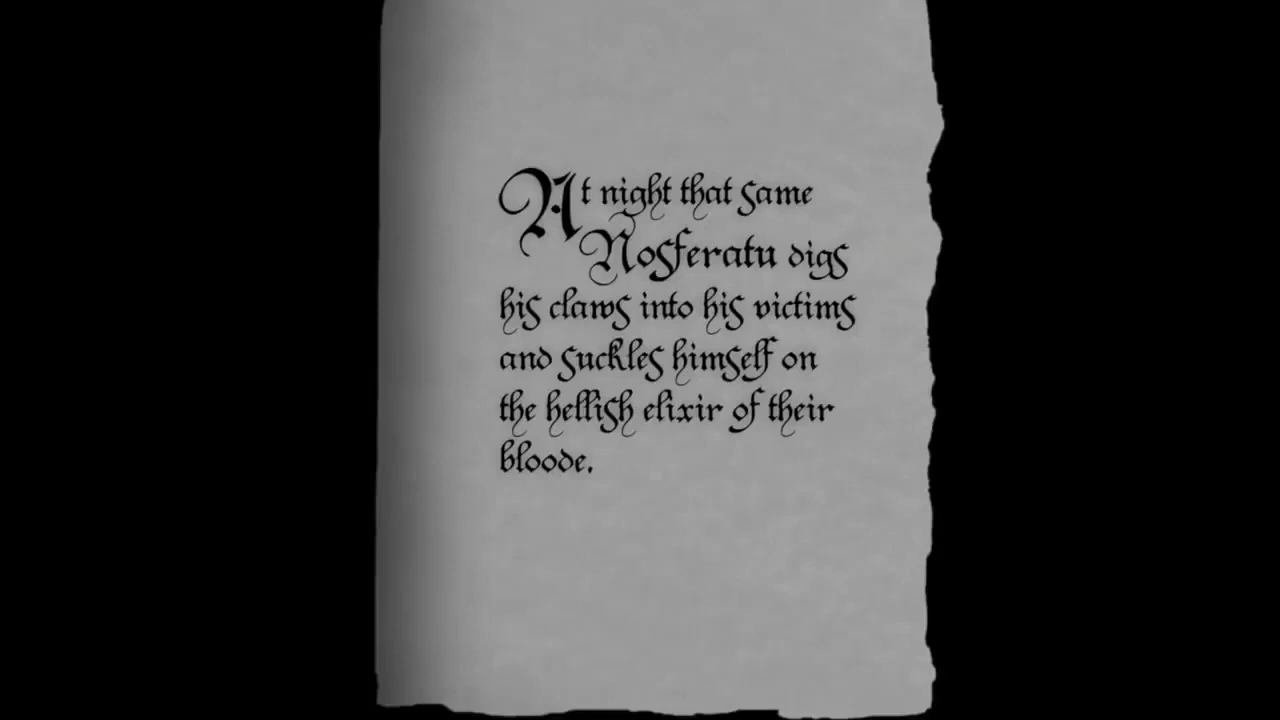 At night that same
Nosferatu digs
his claws into his victims
and suckles himself on
the hellish elixir of their
bloode.